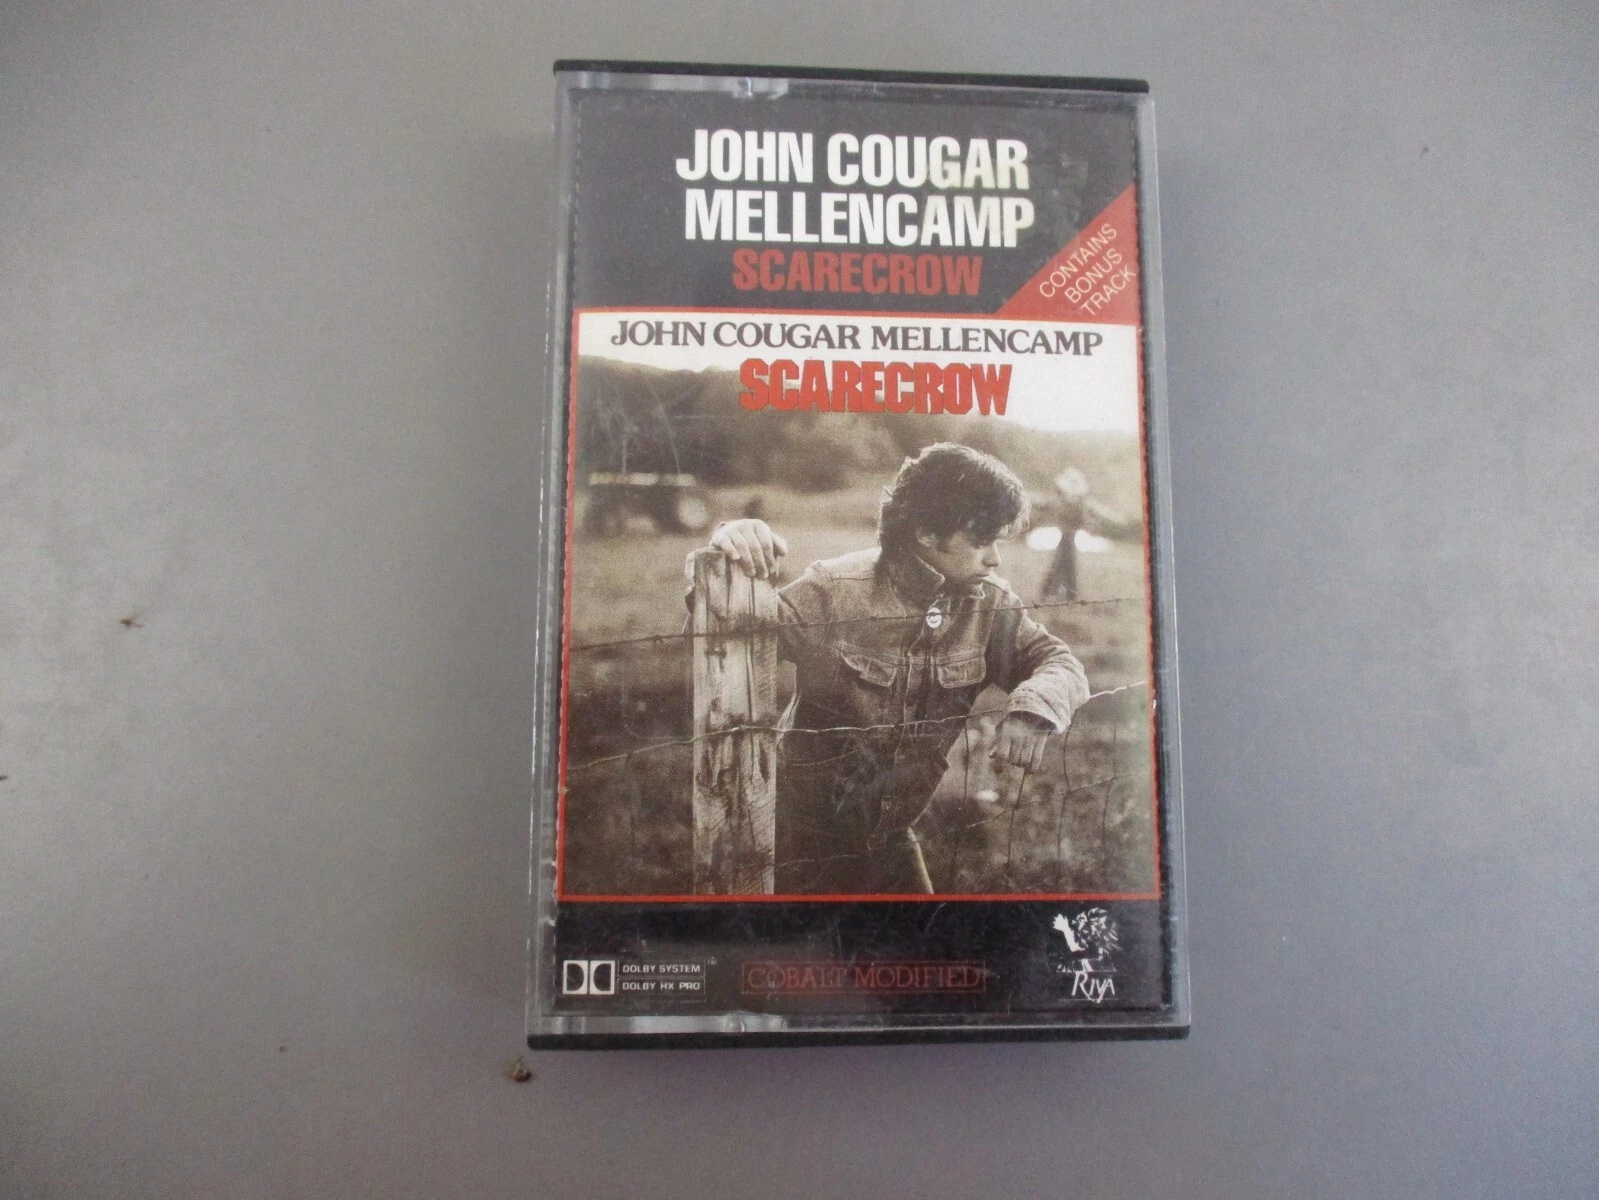 JOHN COUGAR
MELLENCAMP
SCARECROW
CONTAINS
BONUS
TRACK
JOHN COUGAR MELLENCAMP
SCARECROW
DOLBY SYSTEM
DOLBY HX PRO
COBALT MODIFIED
RIVA